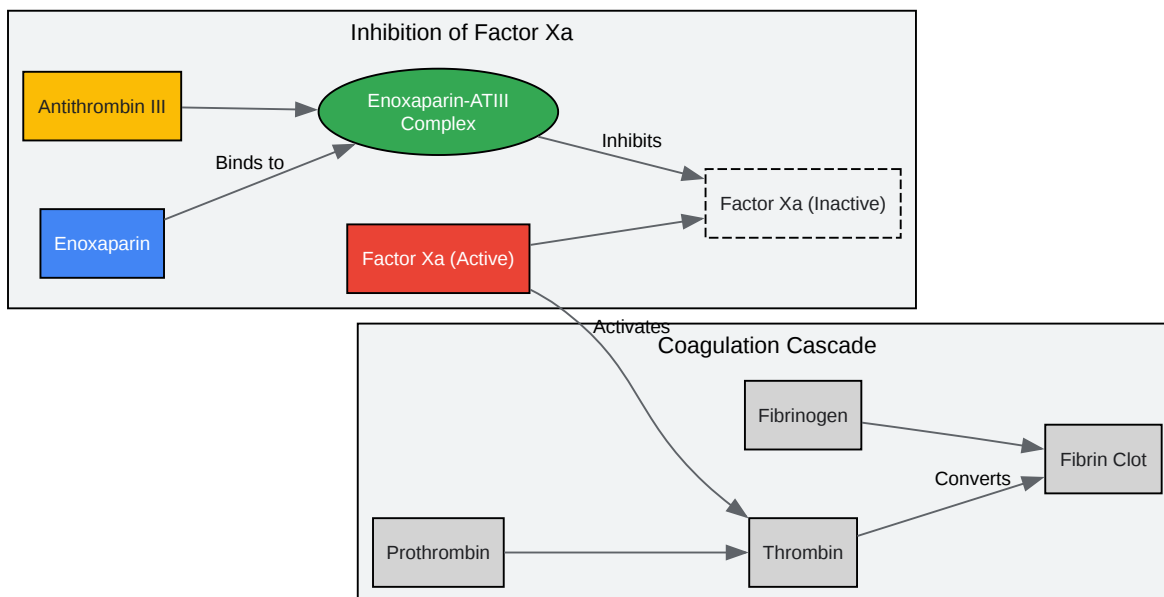 Inhibition of Factor Xa
Antithrombin III
Enoxaparin-ATIII
Complex
Inhibits
Binds to
Factor Xa (Inactive)
Enoxaparin
Factor Xa (Active)
Activates
Coagulation Cascade
Fibrinogen
Fibrin Clot
Converts
Prothrombin
Thrombin